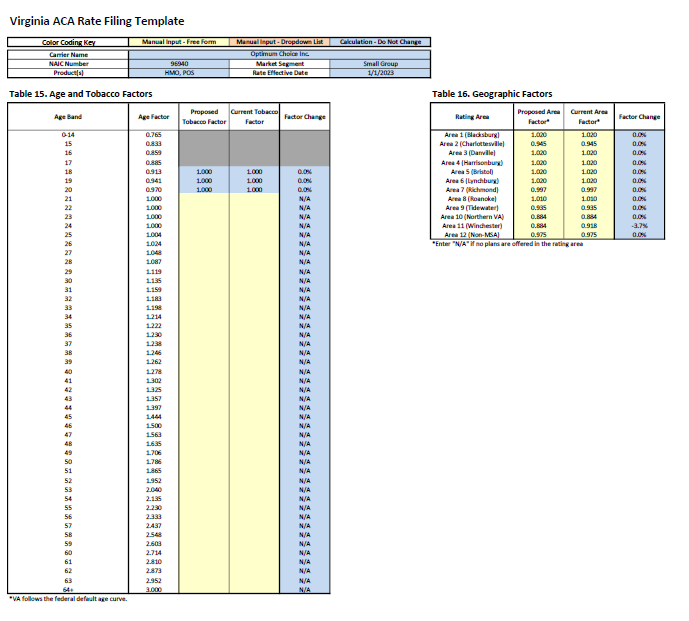 Virginia ACA Rate Filing Template
Color Coding Key Manual Input - Free Form Manual Input - Dropdown List Calculation - Do Not Change
Carrier Name Optimum Choice Inc.
NAIC Number 96940 Market Segment Small Group
Product(s) HMO, POS Rate Effective Date 1/1/2023
Table 15. Age and Tobacco Factors
Age Band Age Factor Proposed Tobacco Factor Current Tobacco Factor Factor Change
0-14 0.765
15 0.833
16 0.859
17 0.885
18 0.913 1.000 1.000 0.0%
19 0.941 1.000 1.000 0.0%
20 0.970 1.000 1.000 0.0%
21 1.000 N/A
22 1.000 N/A
23 1.000 N/A
24 1.000 N/A
25 1.004 N/A
26 1.024 N/A
27 1.048 N/A
28 1.087 N/A
29 1.119 N/A
30 1.135 N/A
31 1.159 N/A
32 1.183 N/A
33 1.198 N/A
34 1.214 N/A
35 1.222 N/A
36 1.230 N/A
37 1.238 N/A
38 1.246 N/A
39 1.262 N/A
40 1.278 N/A
41 1.302 N/A
42 1.325 N/A
43 1.357 N/A
44 1.397 N/A
45 1.444 N/A
46 1.500 N/A
47 1.563 N/A
48 1.635 N/A
49 1.706 N/A
50 1.786 N/A
51 1.865 N/A
52 1.952 N/A
53 2.040 N/A
54 2.135 N/A
55 2.230 N/A
56 2.333 N/A
57 2.437 N/A
58 2.548 N/A
59 2.603 N/A
60 2.714 N/A
61 2.810 N/A
62 2.873 N/A
63 2.952 N/A
64+ 3.000 N/A
*VA follows the federal default age curve.
Table 16. Geographic Factors
Rating Area Proposed Area Factor* Current Area Factor* Factor Change
Area 1 (Blacksburg) 1.020 1.020 0.0%
Area 2 (Charlottesville) 0.945 0.945 0.0%
Area 3 (Danville) 1.020 1.020 0.0%
Area 4 (Harrisonburg) 1.020 1.020 0.0%
Area 5 (Bristol) 1.020 1.020 0.0%
Area 6 (Lynchburg) 1.020 1.020 0.0%
Area 7 (Richmond) 0.997 0.997 0.0%
Area 8 (Roanoke) 1.010 1.010 0.0%
Area 9 (Tidewater) 0.935 0.935 0.0%
Area 10 (Northern VA) 0.884 0.884 0.0%
Area 11 (Winchester) 0.884 0.918 -3.7%
Area 12 (Non-MSA) 0.975 0.975 0.0%
*Enter "N/A" if no plans are offered in the rating area